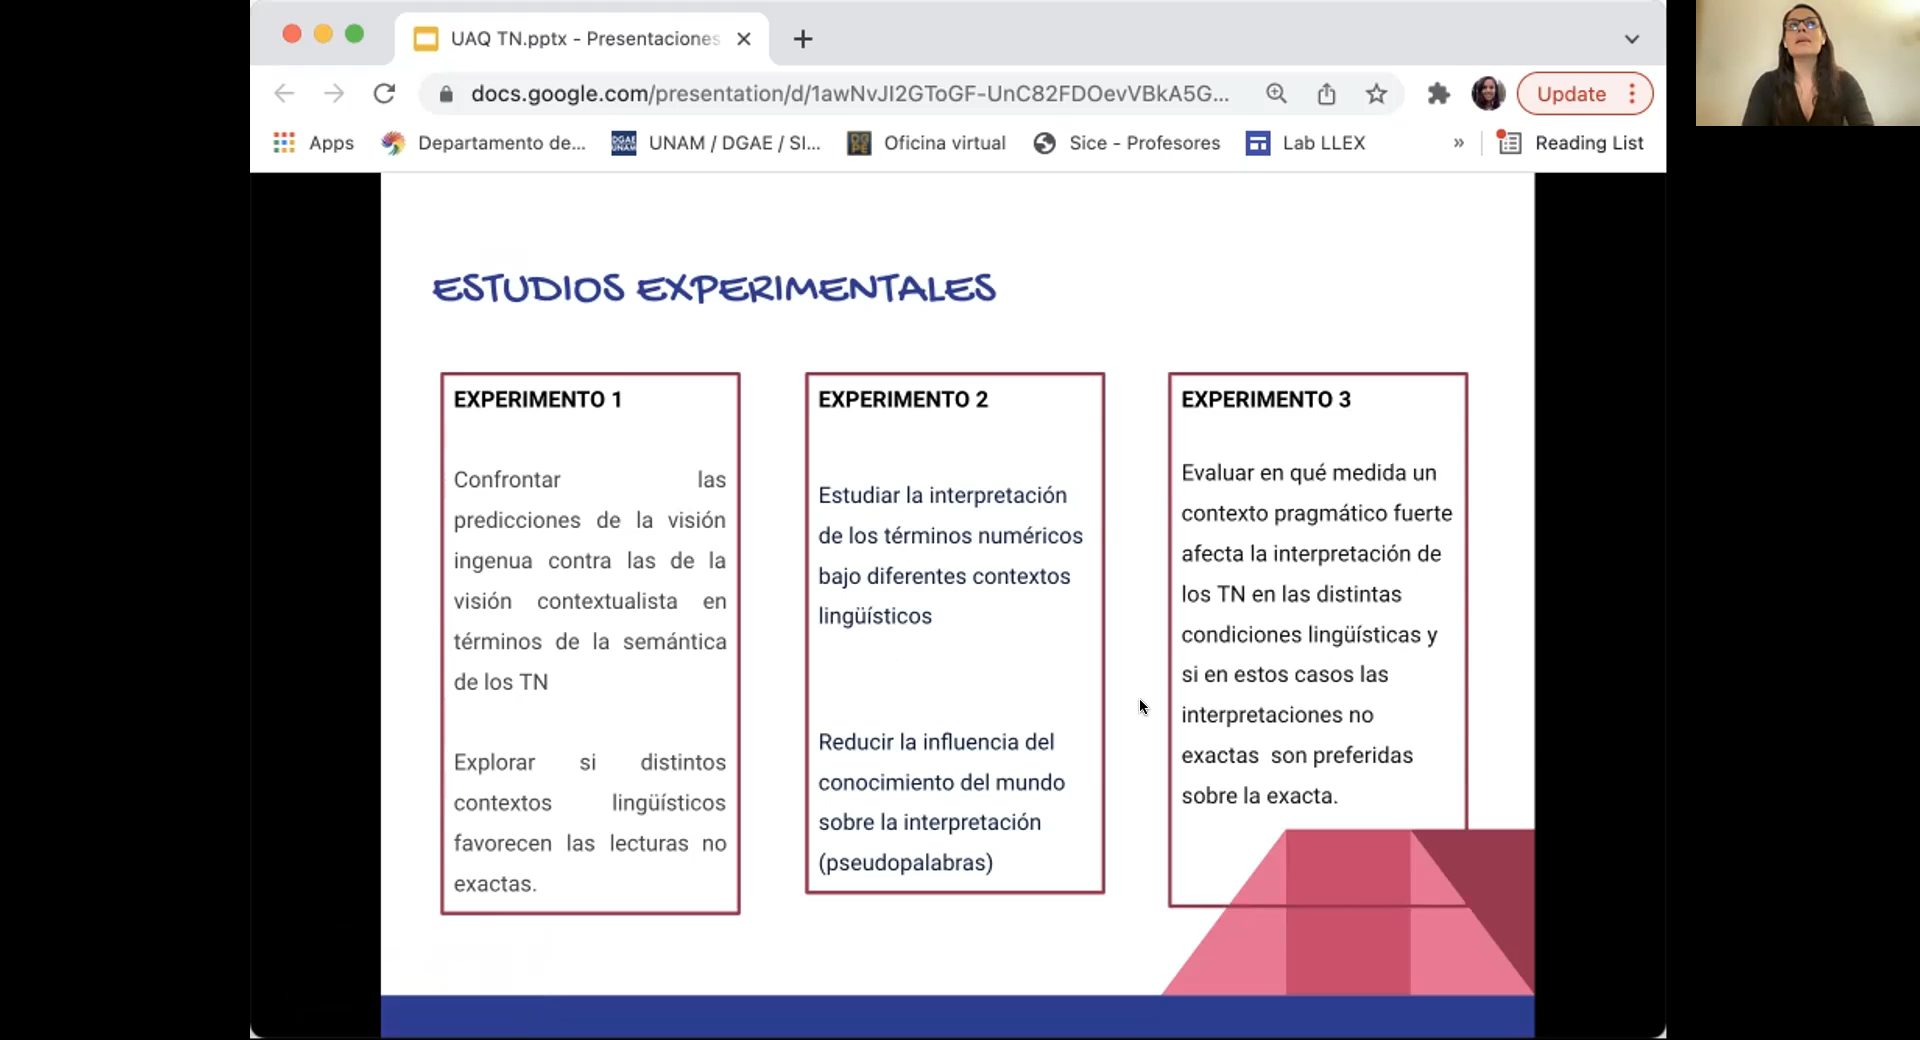 UAQ TN.pptx - Presentaciones
docs.google.com/presentation/d/1awNvJI2GToGF-UnC82FDOevVBkA5G...
Update
Apps
Departamento de...
DGAE UNAM
UNAM / DGAE / SI...
DGPE
Oficina virtual
Sice - Profesores
Lab LLEX
»
Reading List
ESTUDIOS EXPERIMENTALES
EXPERIMENTO 1
Confrontar las
predicciones de la visión
ingenua contra las de la
visión contextualista en
términos de la semántica
de los TN
Explorar si distintos
contextos lingüísticos
favorecen las lecturas no
exactas.
EXPERIMENTO 2
Estudiar la interpretación
de los términos numéricos
bajo diferentes contextos
lingüísticos
Reducir la influencia del
conocimiento del mundo
sobre la interpretación
(pseudopalabras)
EXPERIMENTO 3
Evaluar en qué medida un
contexto pragmático fuerte
afecta la interpretación de
los TN en las distintas
condiciones lingüísticas y
si en estos casos las
interpretaciones no
exactas son preferidas
sobre la exacta.